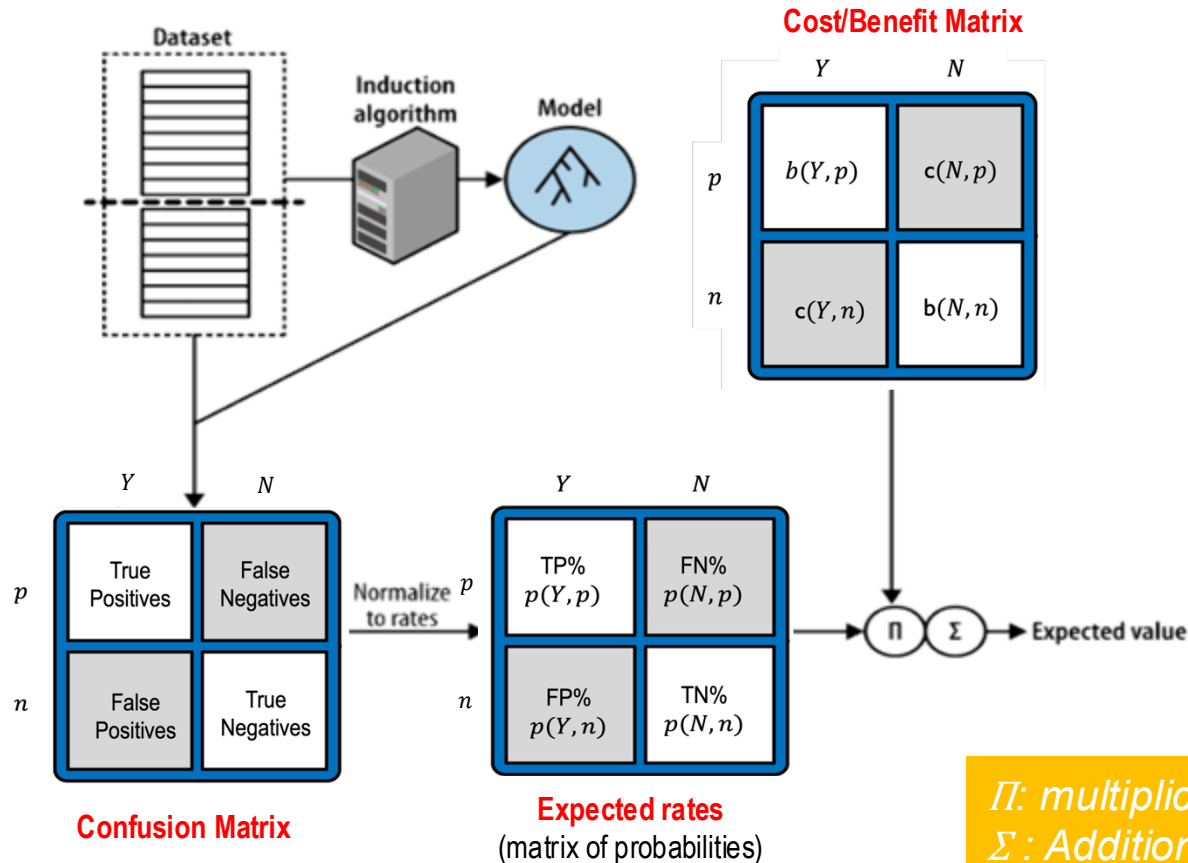 Cost/Benefit Matrix
Dataset
Induction
algorithm
Model
Y N
p b(Y, p) c(N, p)
n c(Y, n) b(N, n)
Y N
p True
Positives
False
Negatives
n False
Positives
True
Negatives
Confusion Matrix
Normalize
to rates
Y N
p TP%
p(Y, p)
FN%
p(N, p)
n FP%
p(Y, n)
TN%
p(N, n)
Expected rates
(matrix of probabilities)
Π Σ Expected value
Π: multiplic
Σ : Addition